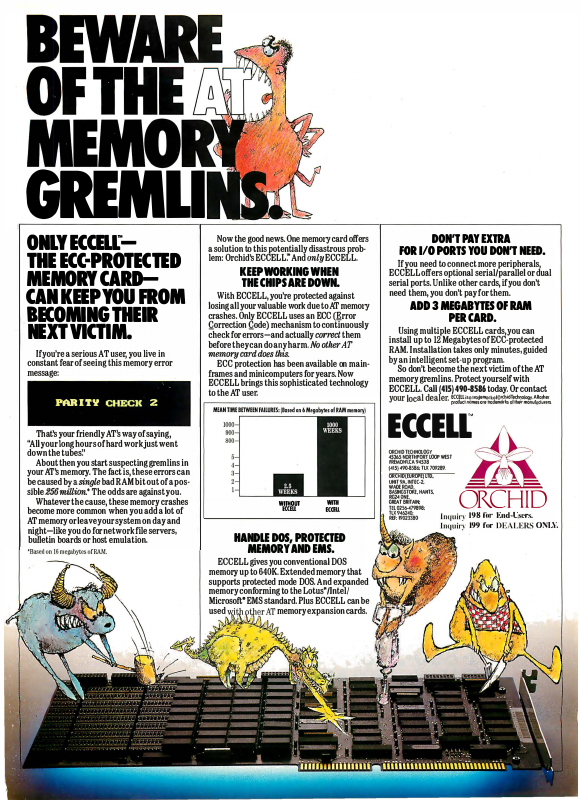 BEWARE
OF THE AT
MEMORY
GREMLINS.
ONLY ECCELL™—
THE ECC-PROTECTED
MEMORY CARD—
CAN KEEP YOU FROM
BECOMING THEIR
NEXT VICTIM.
If you're a serious AT user, you live in
constant fear of seeing this memory error
message:
PARITY CHECK 2
That's your friendly AT's way of saying,
"All your long hours of hard work just went
down the tubes."
About then you start suspecting gremlins in
your AT's memory. The fact is, these errors can
be caused by a single bad RAM bit out of a pos-
sible 256 million.* The odds are against you.
Whatever the cause, these memory crashes
become more common when you add a lot of
AT memory or leave your system on day and
night—like you do for network file servers,
bulletin boards or host emulation.
*Based on 16 megabytes of RAM.
Now the good news. One memory card offers
a solution to this potentially disastrous prob-
lem: Orchid's ECCELL.™ And only ECCELL.
KEEP WORKING WHEN
THE CHIPS ARE DOWN.
With ECCELL, you're protected against
losing all your valuable work due to AT memory
crashes. Only ECCELL uses an ECC (Error
Correction Code) mechanism to continuously
check for errors—and actually correct them
before they can do any harm. No other AT
memory card does this.
ECC protection has been available on main-
frames and minicomputers for years. Now
ECCELL brings this sophisticated technology
to the AT user.
MEAN TIME BETWEEN FAILURES: (Based on 6 Megabytes of RAM memory)
1000
900
800
5
4
3
2
1
2.5
WEEKS
1000
WEEKS
WITHOUT
ECCELL
WITH
ECCELL
HANDLE DOS, PROTECTED
MEMORY AND EMS.
ECCELL gives you conventional DOS
memory up to 640K. Extended memory that
supports protected mode DOS. And expanded
memory conforming to the Lotus®/Intel/
Microsoft® EMS standard. Plus ECCELL can be
used with other AT memory expansion cards.
DON'T PAY EXTRA
FOR I/O PORTS YOU DON'T NEED.
If you need to connect more peripherals,
ECCELL offers optional serial/parallel or dual
serial ports. Unlike other cards, if you don't
need them, you don't pay for them.
ADD 3 MEGABYTES OF RAM
PER CARD.
Using multiple ECCELL cards, you can
install up to 12 Megabytes of ECC-protected
RAM. Installation takes only minutes, guided
by an intelligent set-up program.
So don't become the next victim of the AT
memory gremlins. Protect yourself with
ECCELL. Call (415) 490-8586 today. Or contact
your local dealer. ECCELL is a trademark of Orchid Technology. All other
product names are trademarks of their manufacturers.
ECCELL™
ORCHID TECHNOLOGY
45365 NORTHPORT LOOP WEST
FREMONT, CA 94538
(415) 490-8586; TLX 709289
ORCHID (EUROPE) LTD.
UNIT 9A, INTEC-2,
WADE ROAD,
BASINGSTOKE, HANTS,
RG24 0NE,
GREAT BRITAIN;
TEL 0256-479898;
TLX 946240;
REF: 19023380
ORCHID
Inquiry 198 for End-Users.
Inquiry 199 for DEALERS ONLY.